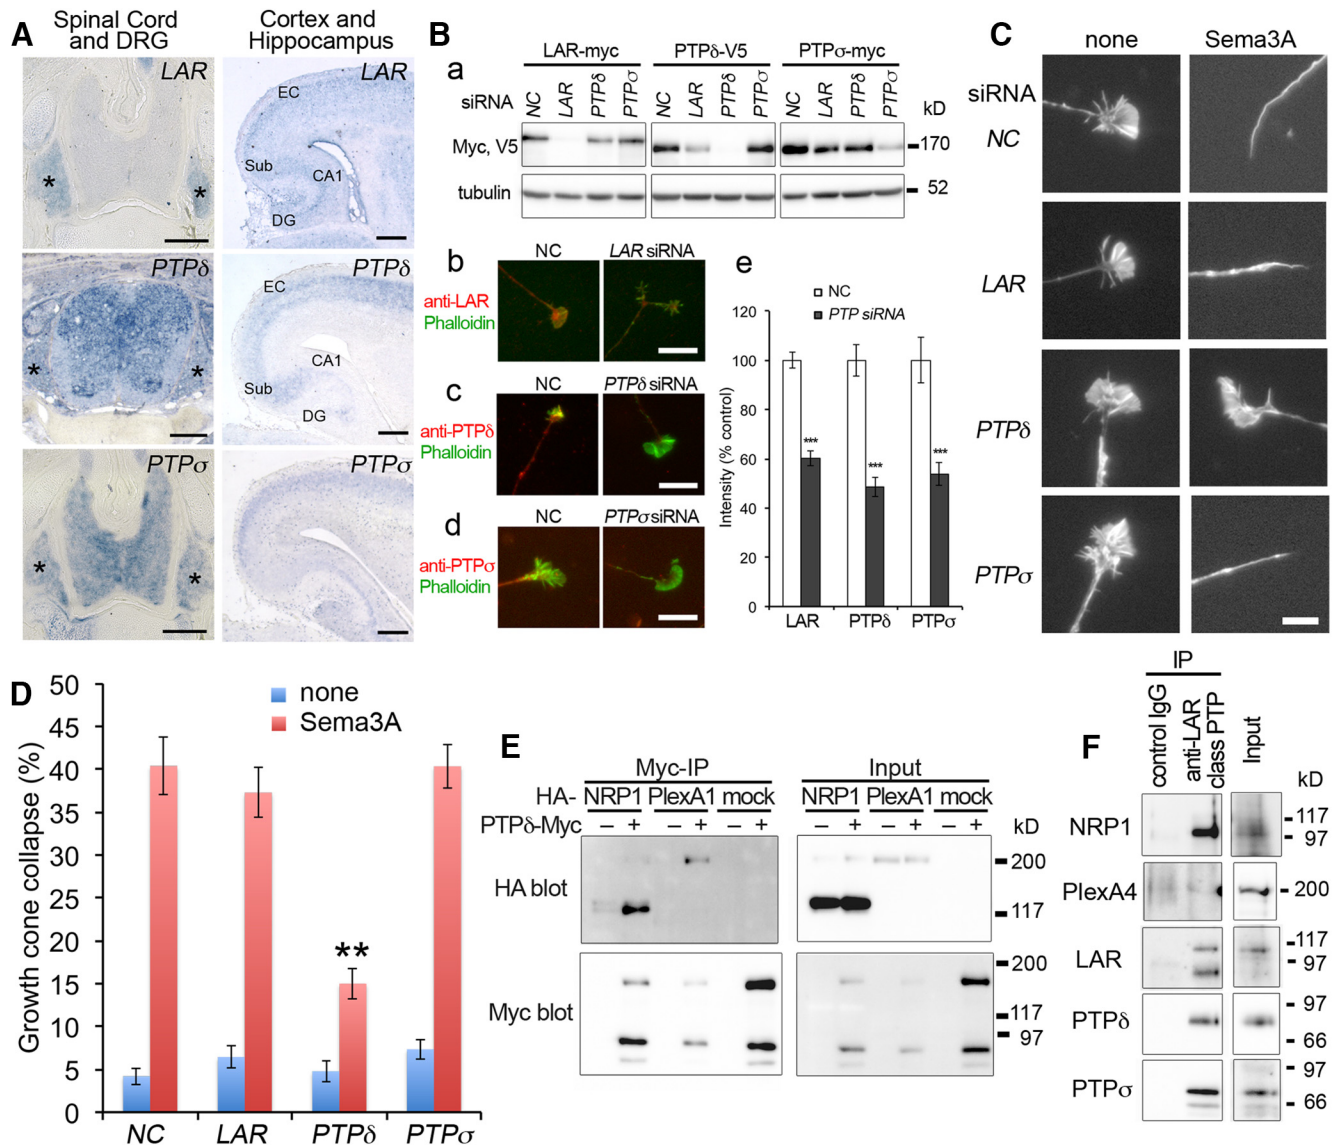 A
Spinal Cord and DRG
Cortex and Hippocampus
LAR
*
*
LAR
EC
Sub
CA1
DG
PTPδ
*
*
PTPδ
EC
CA1
Sub
DG
PTPσ
*
*
PTPσ
B
a
LAR-myc PTPδ-V5 PTPσ-myc
siRNA NC LAR PTPδ PTPσ NC LAR PTPδ PTPσ NC LAR PTPδ PTPσ kD
Myc, V5 170
tubulin 52
b
NC LAR siRNA
anti-LAR
Phalloidin
c
NC PTPδ siRNA
anti-PTPδ
Phalloidin
d
NC PTPσ siRNA
anti-PTPσ
Phalloidin
e
NC
PTP siRNA
Intensity (% control)
120
100
80
60
40
20
0
*** *** ***
LAR PTPδ PTPσ
C
none Sema3A
siRNA
NC
LAR
PTPδ
PTPσ
D
none
Sema3A
Growth cone collapse (%)
50
45
40
35
30
25
20
15
10
5
0
**
NC LAR PTPδ PTPσ
E
Myc-IP Input
HA- NRP1 PlexA1 mock NRP1 PlexA1 mock
PTPδ-Myc − + − + − + − + − + − + kD
HA blot 200
117
Myc blot 200
117
97
F
IP
control IgG
anti-LAR class PTP
Input
kD
NRP1 117
97
PlexA4 200
LAR 117
97
PTPδ 97
66
PTPσ 97
66